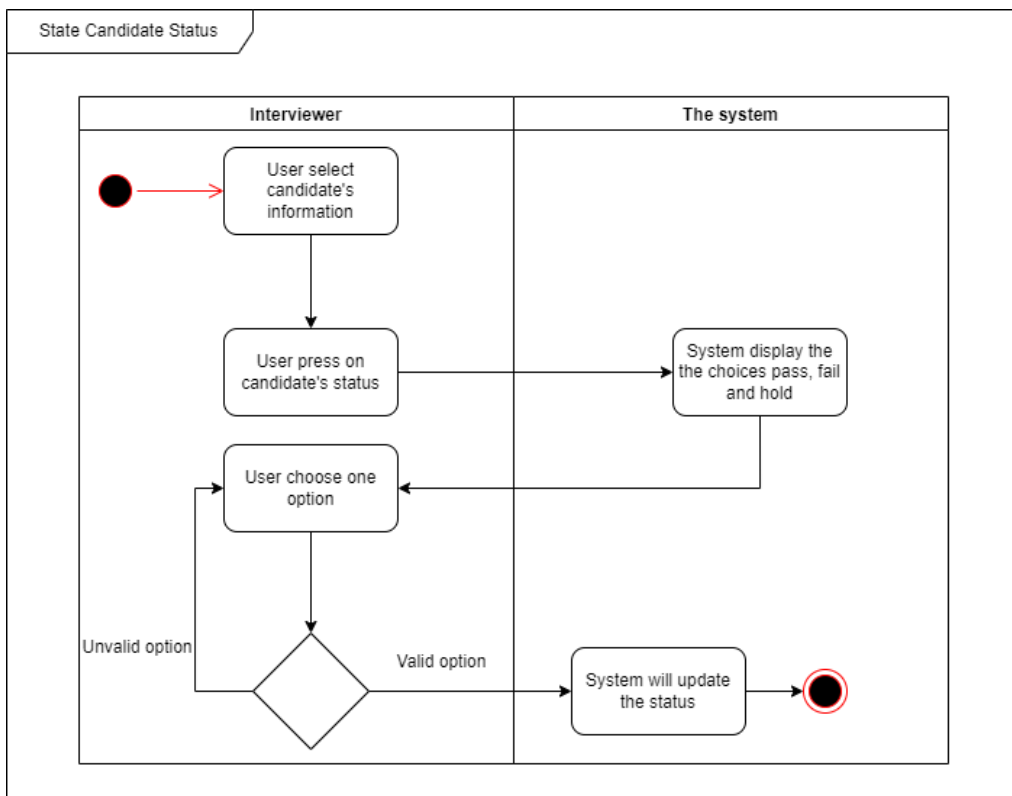 State Candidate Status
Interviewer
The system
User select
candidate's
information
User press on
candidate's status
System display the
the choices pass, fail
and hold
User choose one
option
Unvalid option
Valid option
System will update
the status